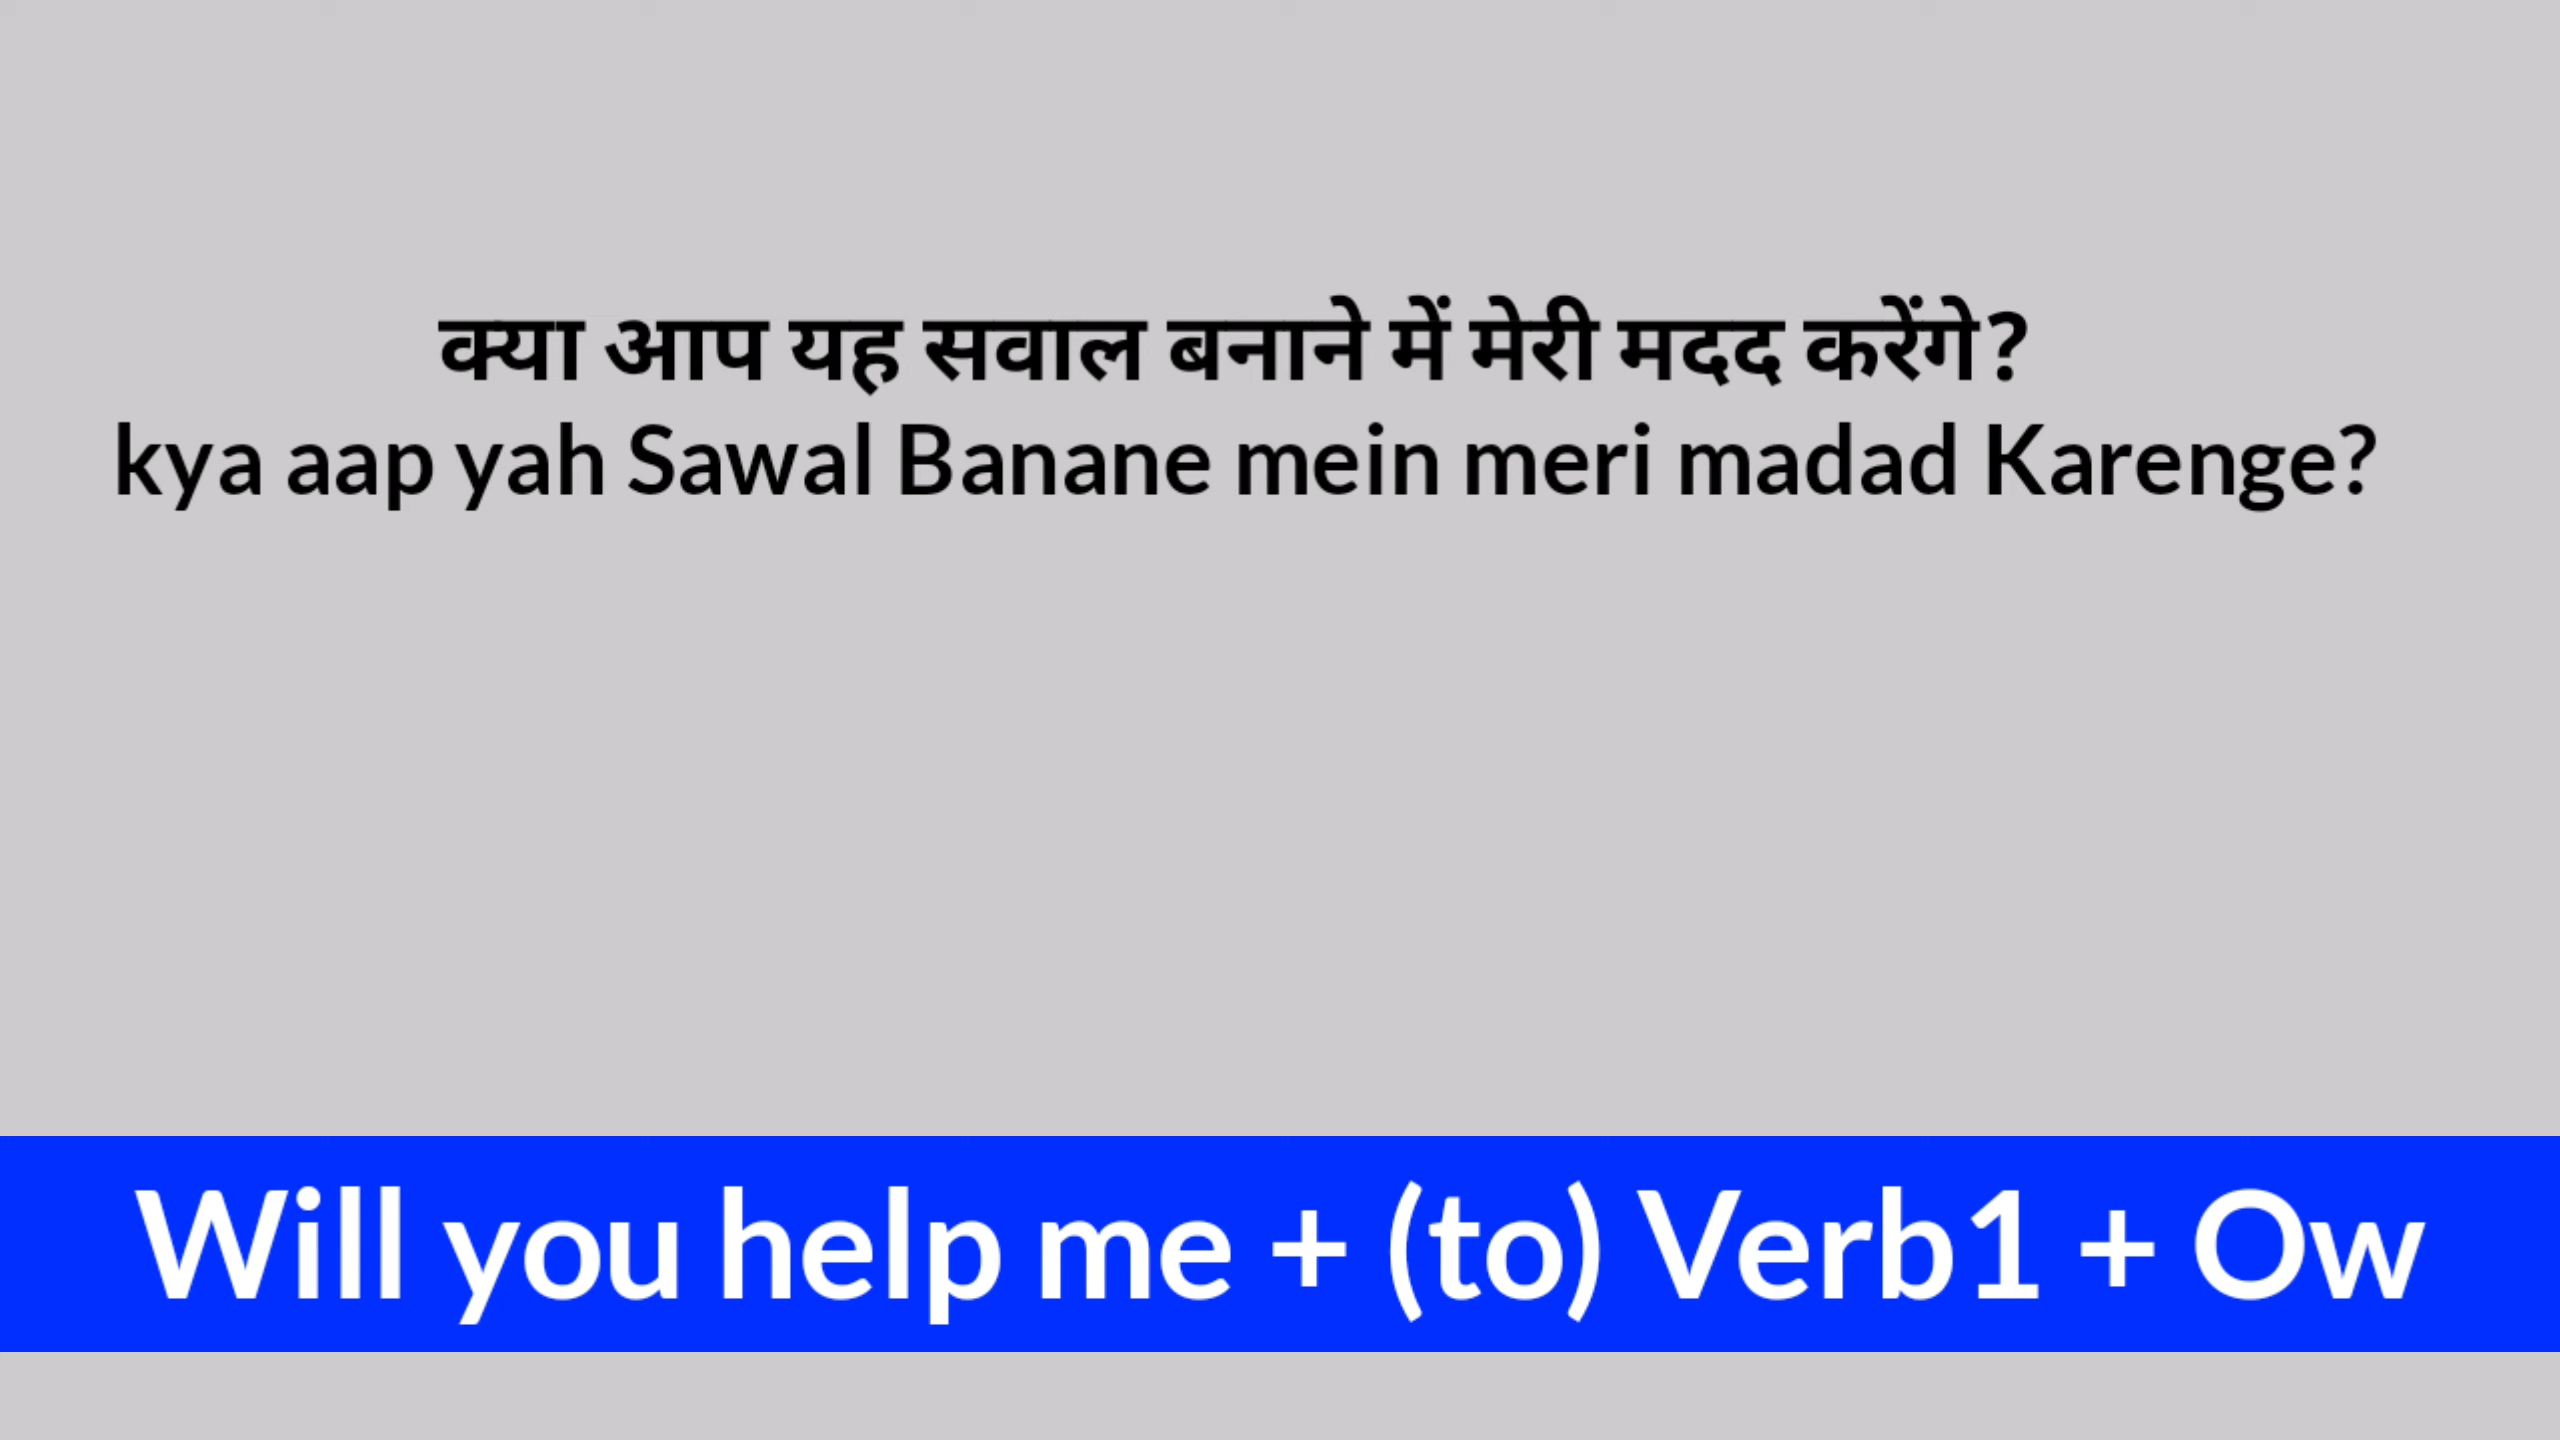 क्या आप यह सवाल बनाने में मेरी मदद करेंगे?
kya aap yah Sawal Banane mein meri madad Karenge?
Will you help me + (to) Verb1 + Ow